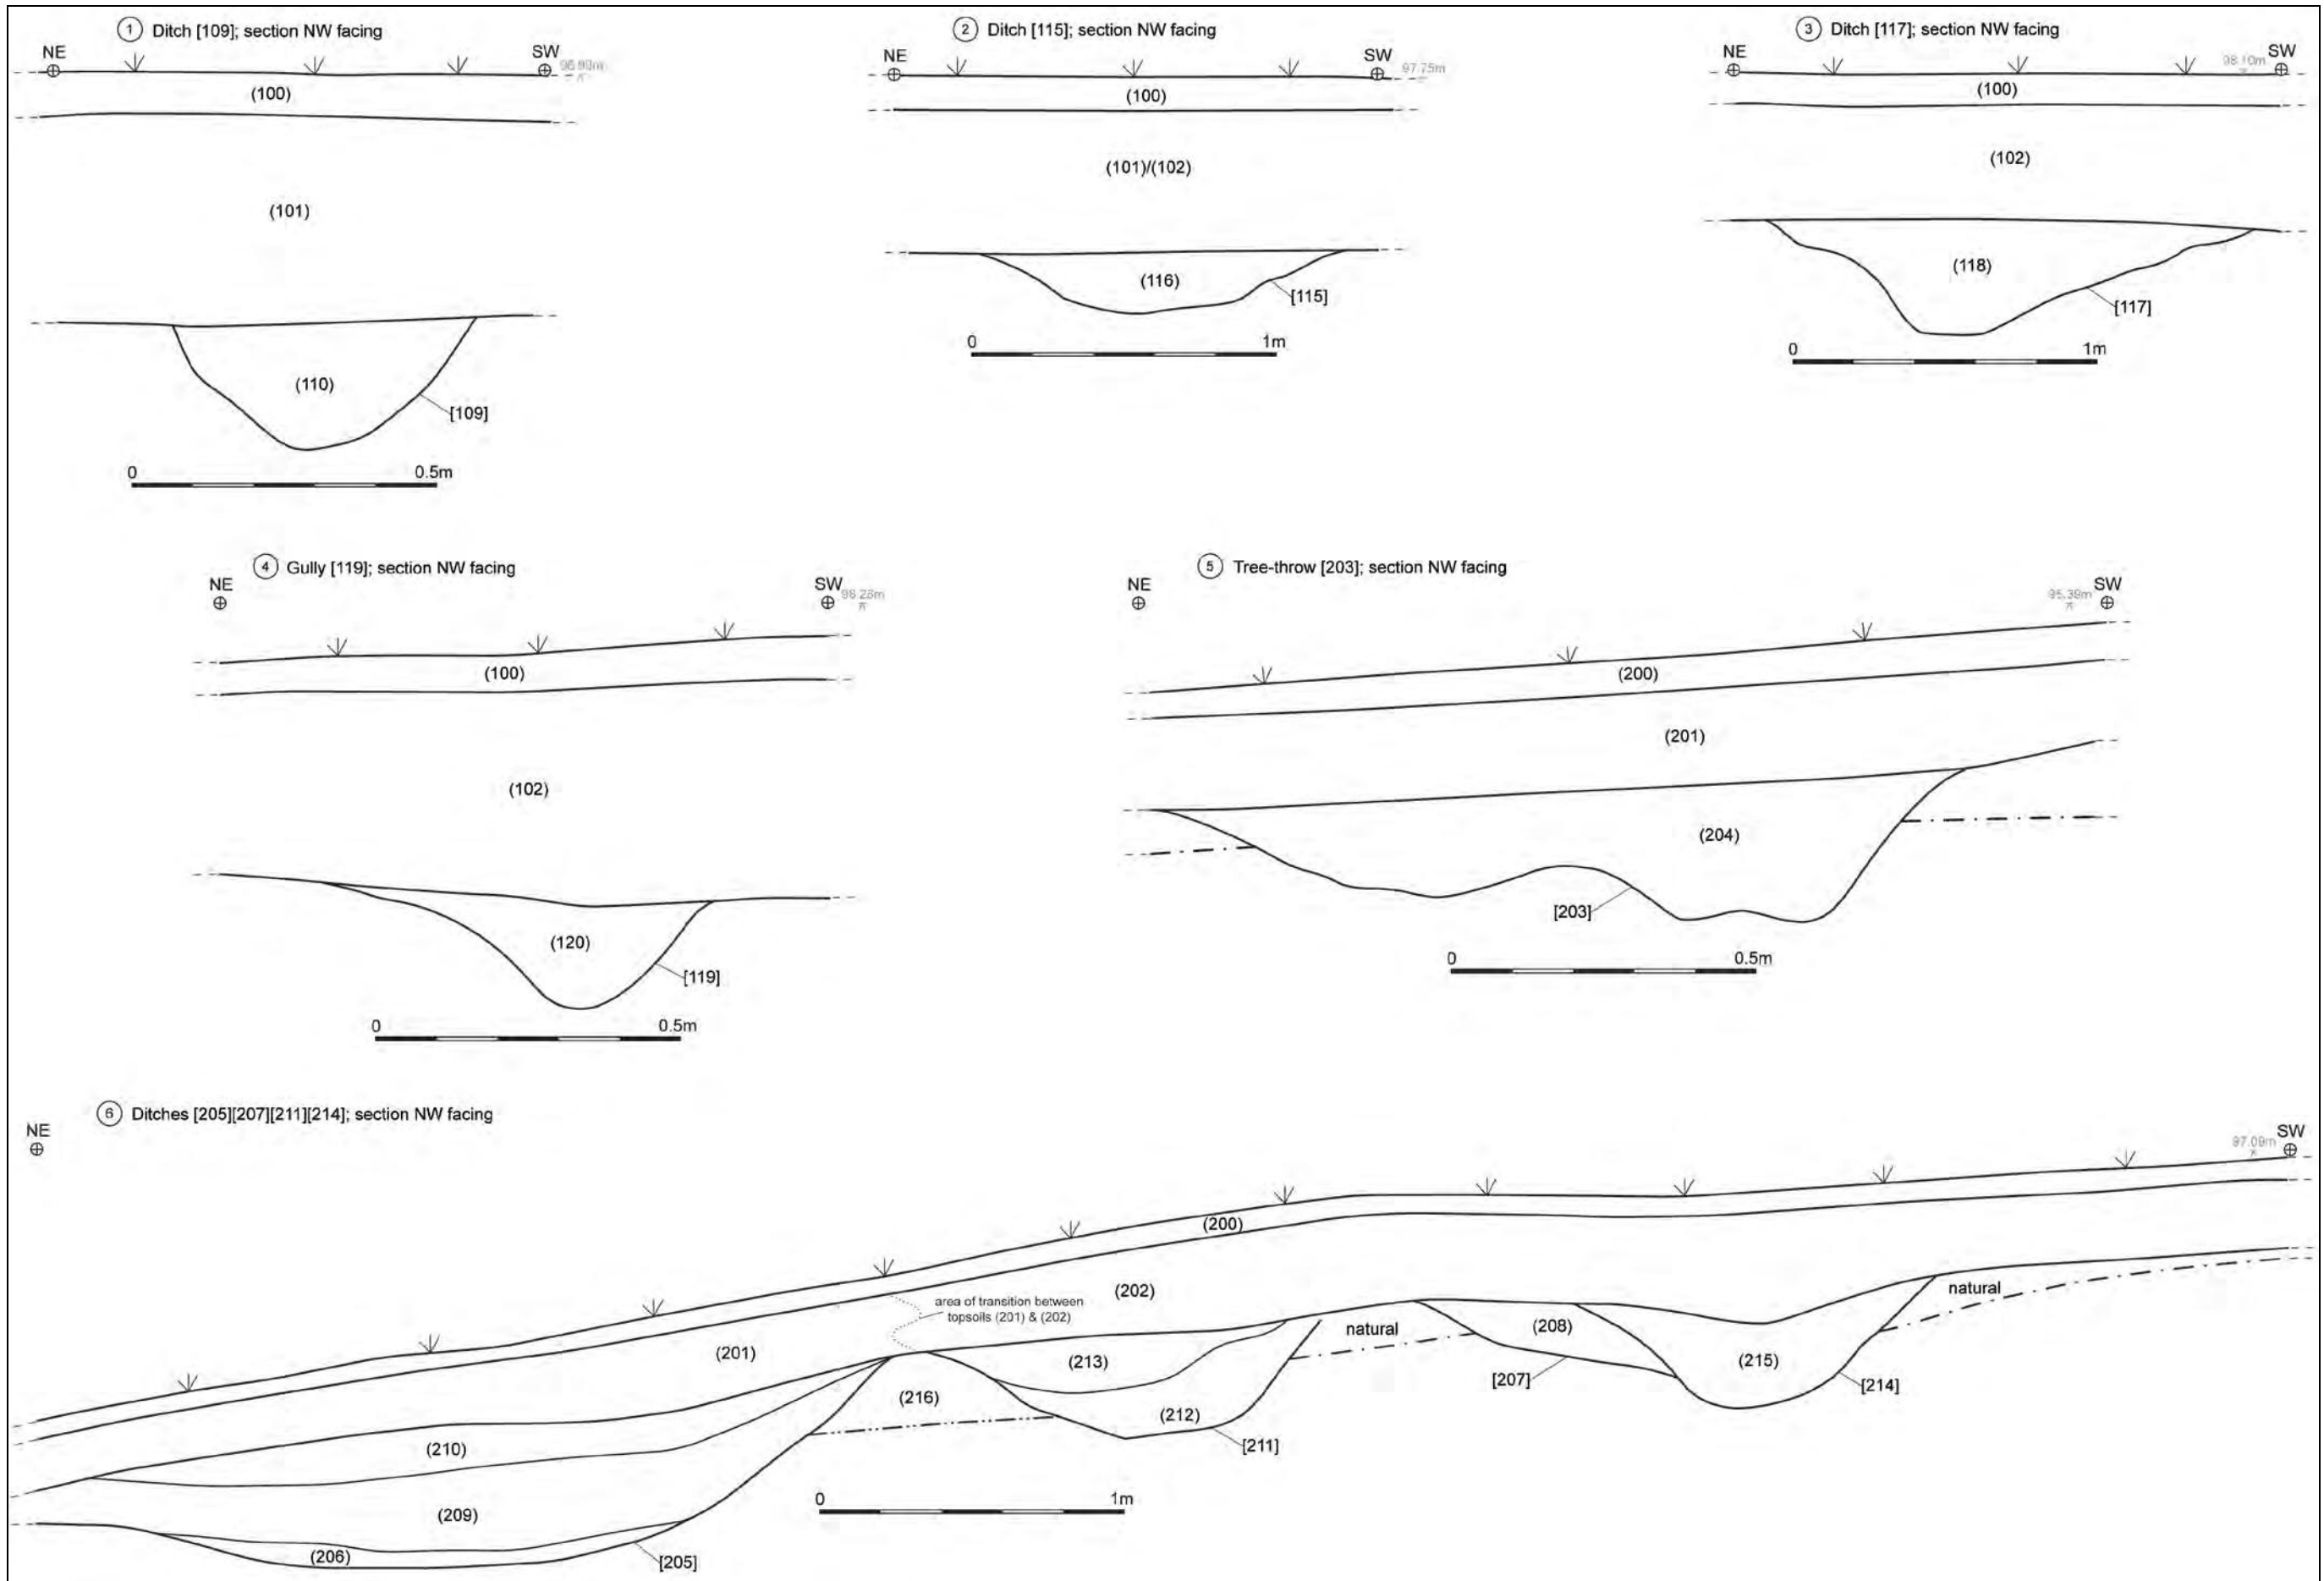 1 Ditch [109]; section NW facing
NE
SW
(100)
(101)
(110)
[109]
0 0.5m
2 Ditch [115]; section NW facing
NE
SW
97.75m
(100)
(101)/(102)
(116)
[115]
0 1m
3 Ditch [117]; section NW facing
NE
SW
98.10m
(100)
(102)
(118)
[117]
0 1m
4 Gully [119]; section NW facing
NE
SW
(100)
(102)
(120)
[119]
0 0.5m
5 Tree-throw [203]; section NW facing
NE
SW
(200)
(201)
(204)
[203]
0 0.5m
6 Ditches [205][207][211][214]; section NW facing
NE
SW
(200)
(202)
area of transition between
topsoils (201) & (202)
(201)
natural
natural
(208)
(213)
(215)
[207]
[214]
(216)
(212)
[211]
(210)
0 1m
(209)
(206)
[205]